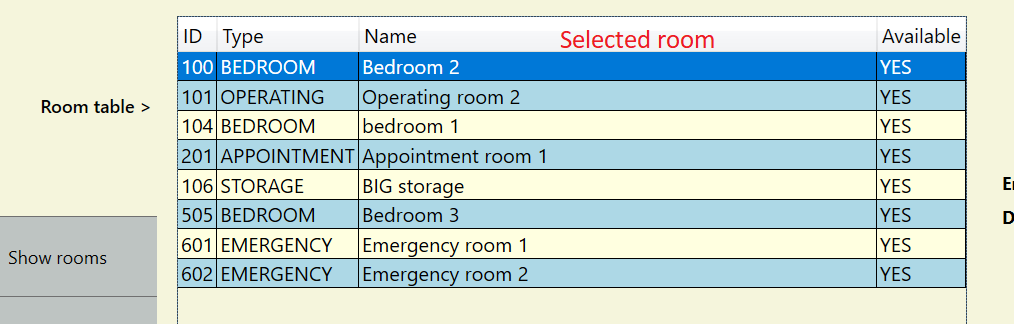 ID Type Name Selected room Available
100 BEDROOM Bedroom 2 YES
Room table >
101 OPERATING Operating room 2 YES
104 BEDROOM bedroom 1 YES
201 APPOINTMENT Appointment room 1 YES
106 STORAGE BIG storage YES
505 BEDROOM Bedroom 3 YES
601 EMERGENCY Emergency room 1 YES
Show rooms
602 EMERGENCY Emergency room 2 YES